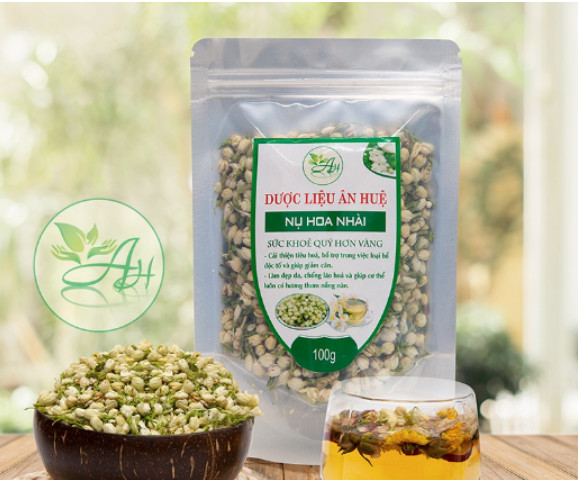 AH
AH
DƯỢC LIỆU ÂN HUỆ
NỤ HOA NHÀI
SỨC KHOẺ QUÝ HƠN VÀNG
- Cải thiện tiêu hoá, hỗ trợ trong việc loại bỏ
độc tố và giúp giảm cân.
- Làm đẹp da, chống lão hoá và giúp cơ thể
luôn có hương thơm nồng nàn.
100g